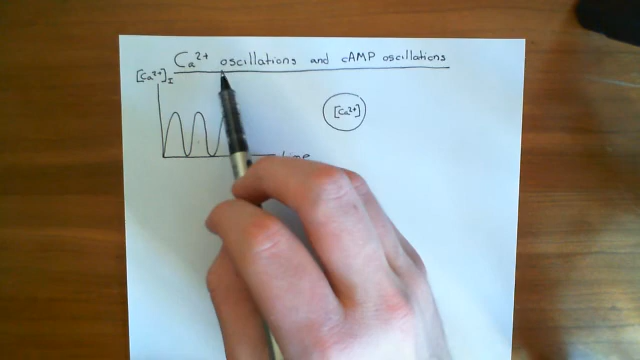 Ca²⁺ oscillations and cAMP oscillations
[Ca²⁺]ᵢ
[Ca²⁺]
time